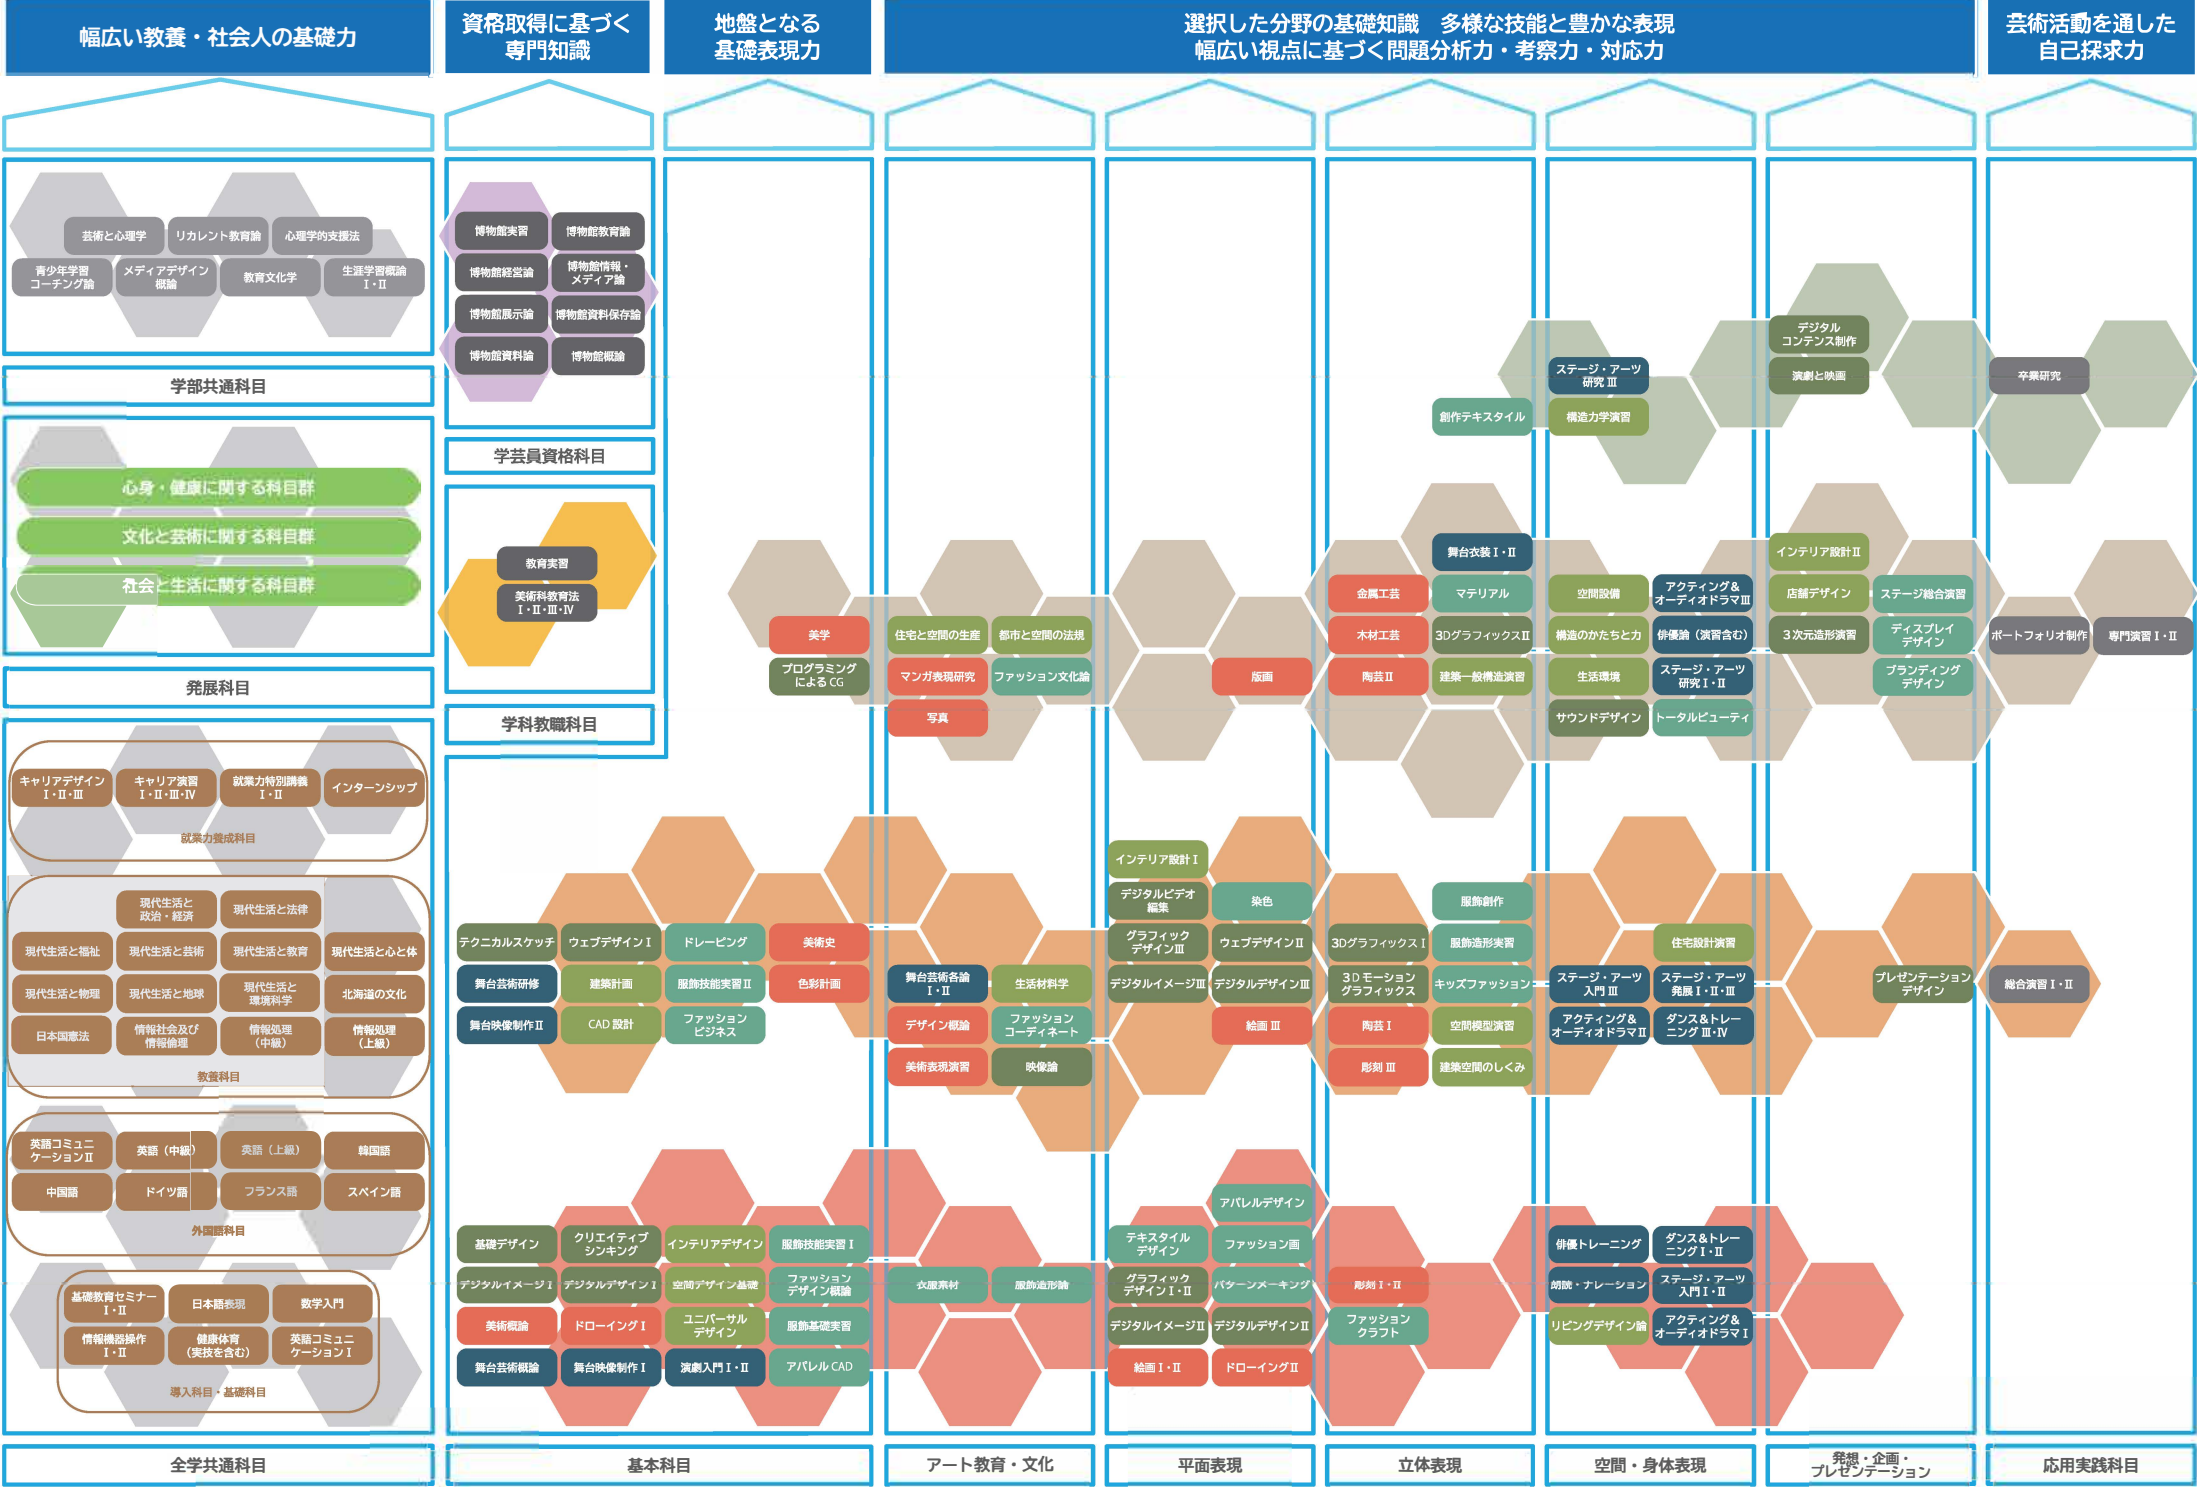 幅広い教養・社会人の基礎力
資格取得に基づく
専門知識
地盤となる
基礎表現力
選択した分野の基礎知識　多様な技能と豊かな表現
幅広い視点に基づく問題分析力・考察力・対応力
芸術活動を通した
自己探求力
芸術と心理学
リカレント教育論
心理学的支援法
青少年学習
コーチング論
メディアデザイン
概論
教育文化学
生涯学習概論
Ⅰ・Ⅱ
学部共通科目
心身・健康に関する科目群
文化と芸術に関する科目群
社会と生活に関する科目群
発展科目
キャリアデザイン
Ⅰ・Ⅱ・Ⅲ
キャリア演習
Ⅰ・Ⅱ・Ⅲ・Ⅳ
就業力特別講義
Ⅰ・Ⅱ
インターンシップ
就業力養成科目
現代生活と
政治・経済
現代生活と法律
現代生活と福祉
現代生活と芸術
現代生活と教育
現代生活と心と体
現代生活と物理
現代生活と地球
現代生活と
環境科学
北海道の文化
日本国憲法
情報社会及び
情報倫理
情報処理
（中級）
情報処理
（上級）
教養科目
英語コミュニ
ケーションⅡ
英語（中級）
英語（上級）
韓国語
中国語
ドイツ語
フランス語
スペイン語
外国語科目
基礎教育セミナー
Ⅰ・Ⅱ
日本語表現
数学入門
情報機器操作
Ⅰ・Ⅱ
健康体育
（実技を含む）
英語コミュニ
ケーションⅠ
導入科目・基礎科目
全学共通科目
博物館実習
博物館教育論
博物館経営論
博物館情報・
メディア論
博物館展示論
博物館資料保存論
博物館資料論
博物館概論
学芸員資格科目
教育実習
美術科教育法
Ⅰ・Ⅱ・Ⅲ・Ⅳ
学科教職科目
デジタル
コンテンス制作
ステージ・アーツ
研究Ⅲ
演劇と映画
卒業研究
創作テキスタイル
構造力学演習
美学
プログラミング
によるCG
住宅と空間の生産
都市と空間の法規
マンガ表現研究
ファッション文化論
写真
版画
舞台衣装Ⅰ・Ⅱ
金属工芸
マテリアル
木材工芸
3DグラフィックスⅡ
陶芸Ⅱ
建築一般構造演習
空間設備
アクティング&
オーディオドラマⅢ
構造のかたちと力
俳優論（演習含む）
生活環境
ステージ・アーツ
研究Ⅰ・Ⅱ
サウンドデザイン
トータルビューティ
インテリア設計Ⅱ
店舗デザイン
ステージ総合演習
3次元造形演習
ディスプレイ
デザイン
ブランディング
デザイン
ポートフォリオ制作
専門演習Ⅰ・Ⅱ
テクニカルスケッチ
ウェブデザインⅠ
ドレーピング
美術史
舞台芸術研修
建築計画
服飾技能実習Ⅱ
色彩計画
舞台映像制作Ⅱ
CAD設計
ファッション
ビジネス
舞台芸術各論
Ⅰ・Ⅱ
生活材料学
デザイン概論
ファッション
コーディネート
美術表現演習
映像論
インテリア設計Ⅰ
デジタルビデオ
編集
染色
グラフィック
デザインⅢ
ウェブデザインⅡ
デジタルイメージⅢ
デジタルデザインⅢ
絵画Ⅲ
服飾創作
3DグラフィックスⅠ
服飾造形実習
3Dモーション
グラフィックス
キッズファッション
陶芸Ⅰ
空間模型演習
彫刻Ⅲ
建築空間のしくみ
住宅設計演習
ステージ・アーツ
入門Ⅲ
ステージ・アーツ
発展Ⅰ・Ⅱ・Ⅲ
アクティング&
オーディオドラマⅡ
ダンス&トレー
ニングⅢ・Ⅳ
プレゼンテーション
デザイン
総合演習Ⅰ・Ⅱ
基礎デザイン
クリエイティブ
シンキング
インテリアデザイン
服飾技能実習Ⅰ
デジタルイメージⅠ
デジタルデザインⅠ
空間デザイン基礎
ファッション
デザイン概論
美術概論
ドローイングⅠ
ユニバーサル
デザイン
服飾基礎実習
舞台芸術概論
舞台映像制作Ⅰ
演劇入門Ⅰ・Ⅱ
アパレルCAD
衣服素材
服飾造形論
アパレルデザイン
テキスタイル
デザイン
ファッション画
グラフィック
デザインⅠ・Ⅱ
パターンメーキング
デジタルイメージⅡ
デジタルデザインⅡ
絵画Ⅰ・Ⅱ
ドローイングⅡ
彫刻Ⅰ・Ⅱ
ファッション
クラフト
俳優トレーニング
ダンス&トレー
ニングⅠ・Ⅱ
朗読・ナレーション
ステージ・アーツ
入門Ⅰ・Ⅱ
リビングデザイン論
アクティング&
オーディオドラマⅠ
基本科目
アート教育・文化
平面表現
立体表現
空間・身体表現
発想・企画・
プレゼンテーション
応用実践科目